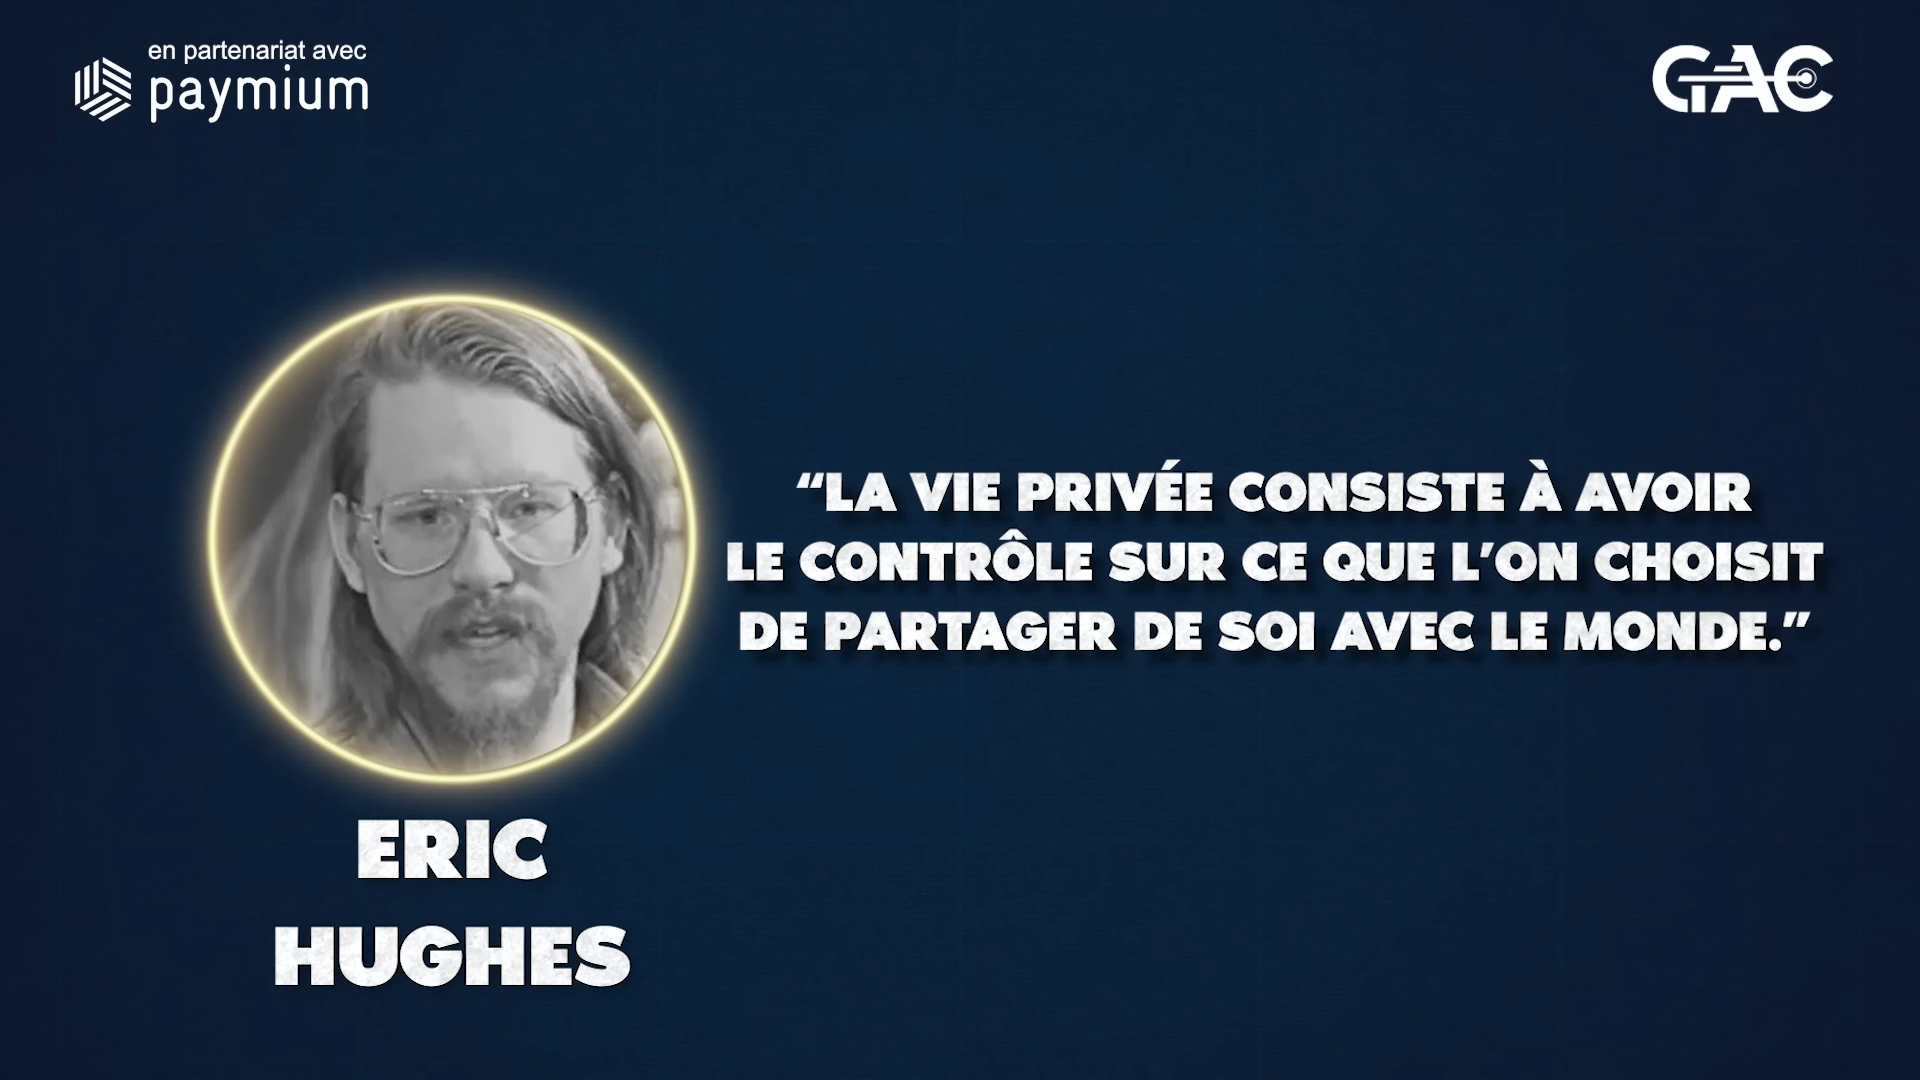 en partenariat avec
paymium
GAC
“LA VIE PRIVÉE CONSISTE À AVOIR
LE CONTRÔLE SUR CE QUE L’ON CHOISIT
DE PARTAGER DE SOI AVEC LE MONDE.”
ERIC
HUGHES